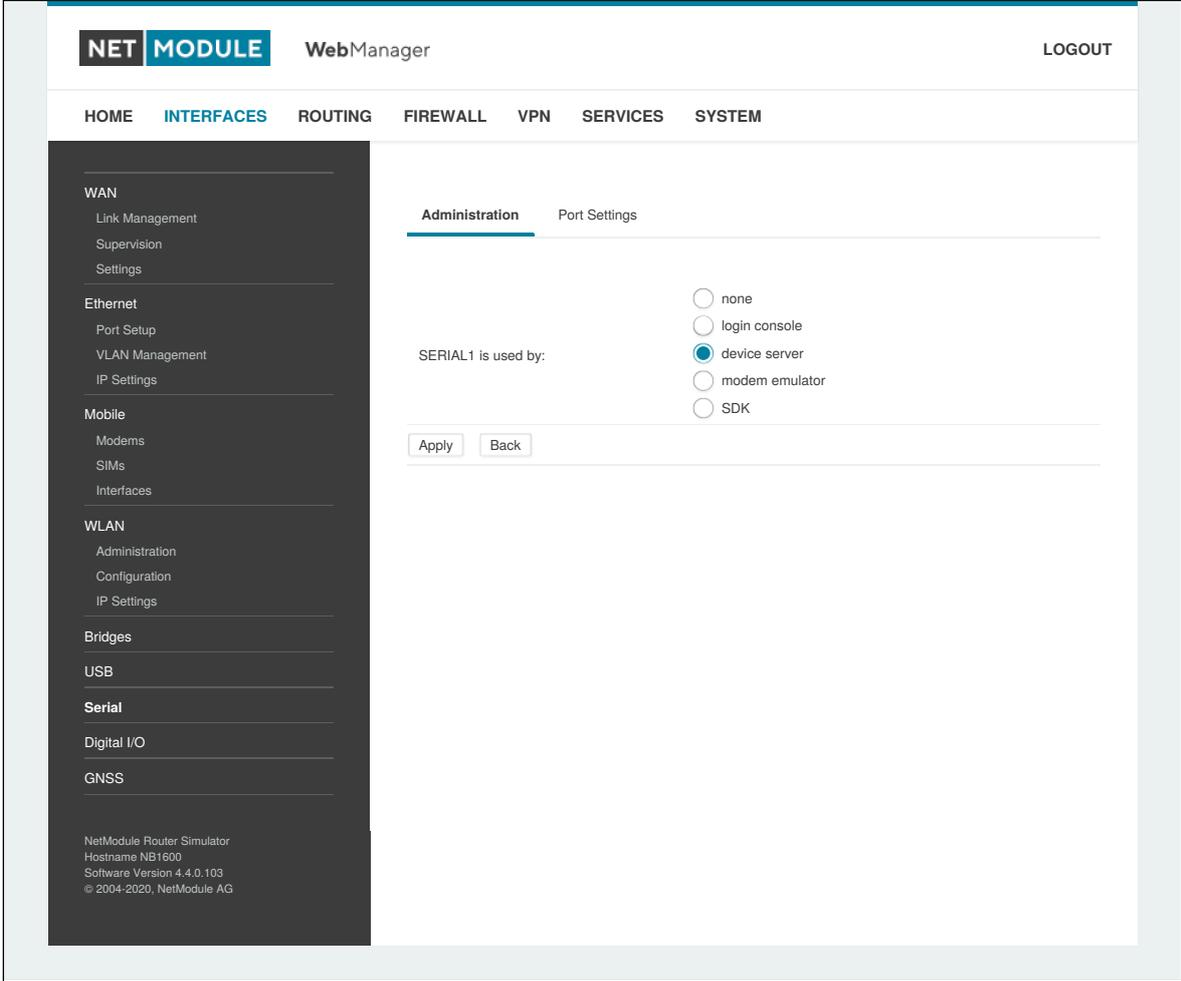 NET MODULE WebManager LOGOUT
HOME INTERFACES ROUTING FIREWALL VPN SERVICES SYSTEM
WAN
Link Management
Supervision
Settings
Ethernet
Port Setup
VLAN Management
IP Settings
Mobile
Modems
SIMs
Interfaces
WLAN
Administration
Configuration
IP Settings
Bridges
USB
Serial
Digital I/O
GNSS
NetModule Router Simulator
Hostname NB1600
Software Version 4.4.0.103
© 2004-2020, NetModule AG
Administration Port Settings
SERIAL1 is used by:
none
login console
device server
modem emulator
SDK
Apply Back